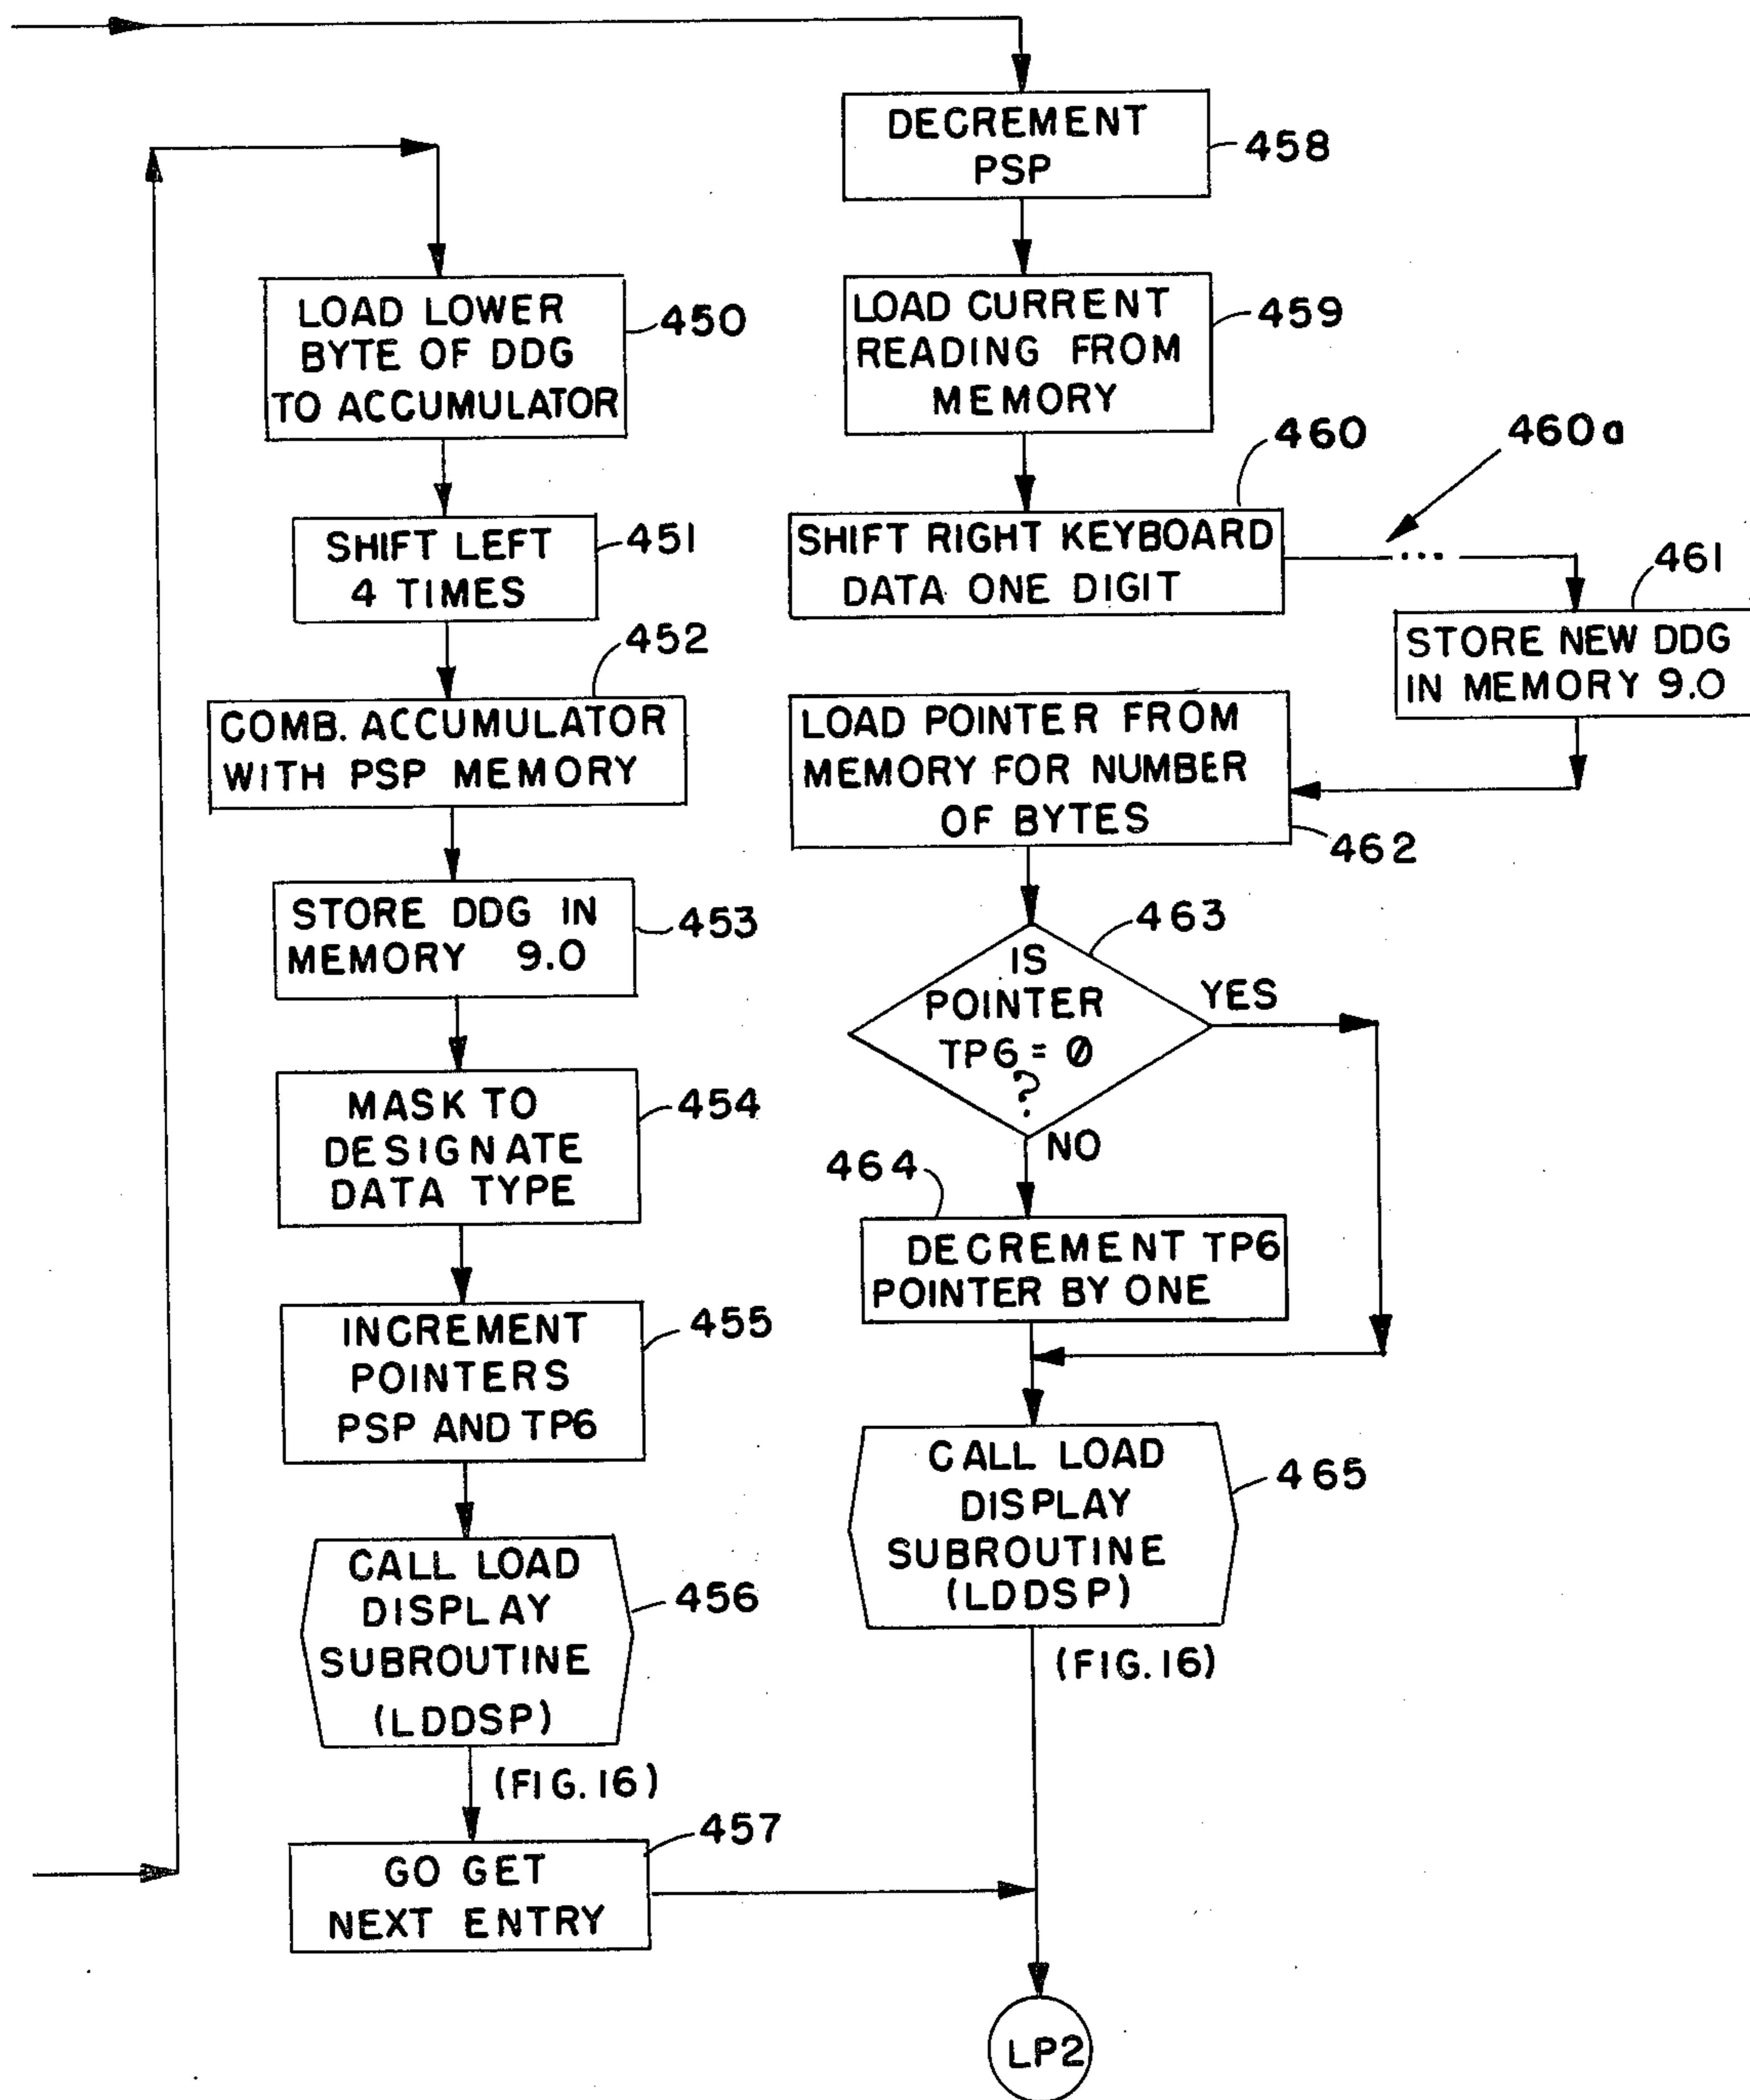 DECREMENT
PSP
458
LOAD CURRENT
READING FROM
MEMORY
459
SHIFT RIGHT KEYBOARD
DATA ONE DIGIT
460
460a
...
STORE NEW DDG
IN MEMORY 9.0
461
LOAD POINTER FROM
MEMORY FOR NUMBER
OF BYTES
462
IS
POINTER
TP6 = 0
?
463
YES
NO
464
DECREMENT TP6
POINTER BY ONE
CALL LOAD
DISPLAY
SUBROUTINE
(LDDSP)
465
(FIG. 16)
LOAD LOWER
BYTE OF DDG
TO ACCUMULATOR
450
SHIFT LEFT
4 TIMES
451
452
COMB. ACCUMULATOR
WITH PSP MEMORY
STORE DDG IN
MEMORY 9.0
453
MASK TO
DESIGNATE
DATA TYPE
454
INCREMENT
POINTERS
PSP AND TP6
455
CALL LOAD
DISPLAY
SUBROUTINE
(LDDSP)
456
(FIG. 16)
GO GET
NEXT ENTRY
457
LP2